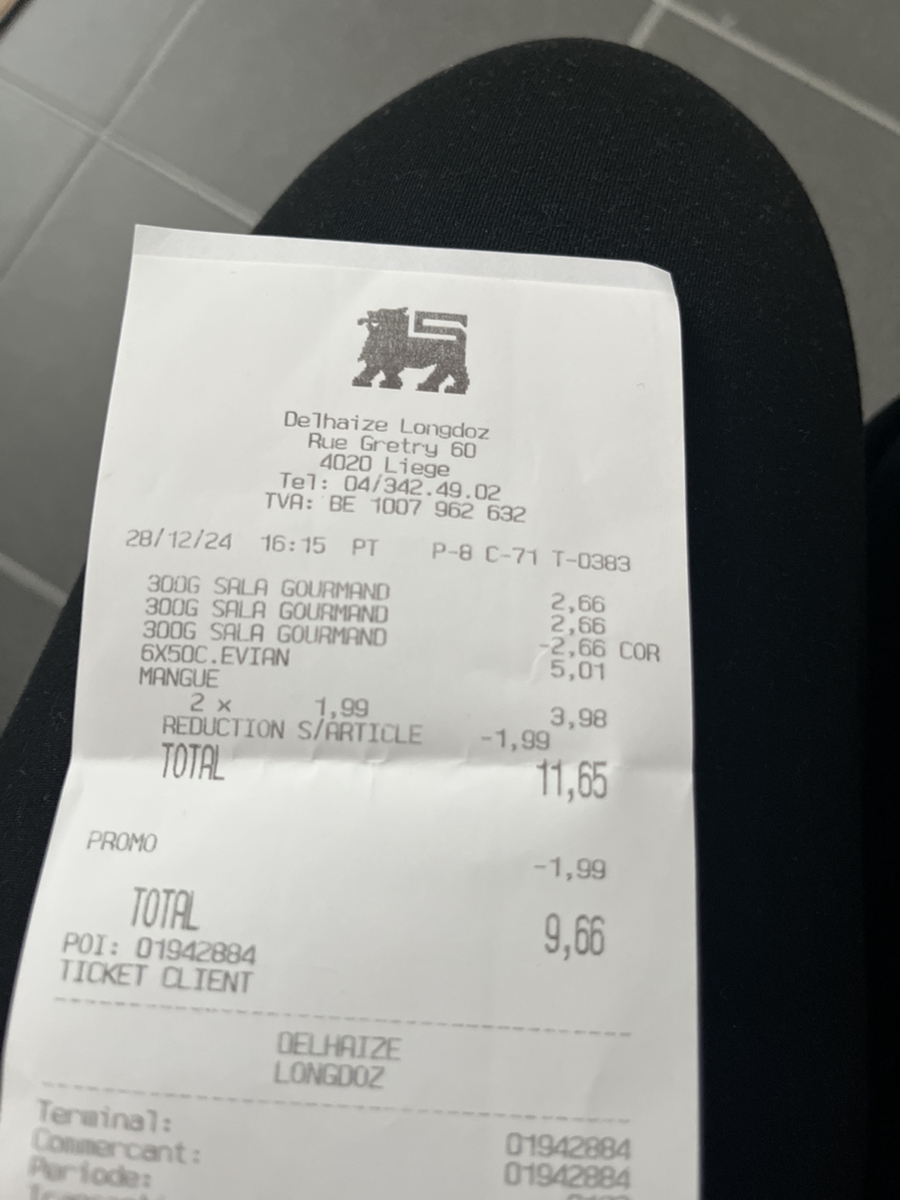 Delhaize Longdoz
Rue Gretry 60
4020 Liege
Tel: 04/342.49.02
TVA: BE 1007 962 632
28/12/24 16:15 PT P-8 C-71 T-0383
300G SALA GOURMAND 2,66
300G SALA GOURMAND 2,66
300G SALA GOURMAND -2,66 COR
6X50C.EVIAN 5,01
MANGUE
2 x 1,99 3,98
REDUCTION S/ARTICLE -1,99
TOTAL 11,65
PROMO -1,99
TOTAL 9,66
POI: 01942884
TICKET CLIENT
DELHAIZE
LONGDOZ
Terminal: 01942884
Commercant: 01942884
Periode: